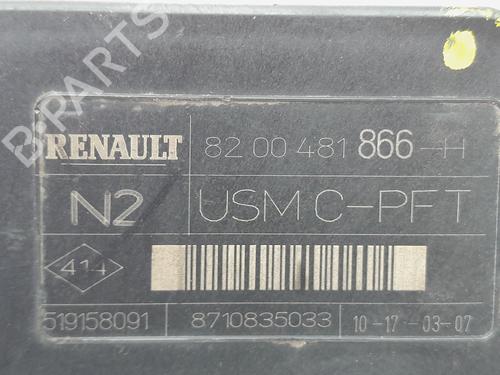 B-PARTS
RENAULT 82 00 481 866 --H
N2 USM C-PFT
414
519158091 8710835033 10-17-03-07